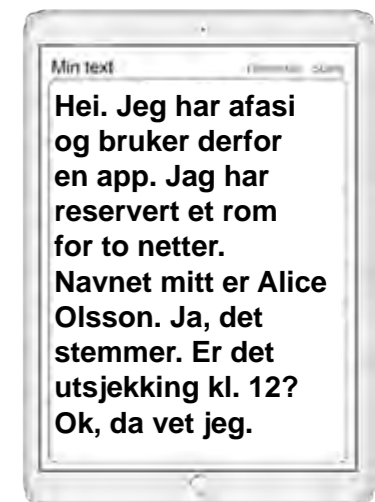 Min text
Hei. Jeg har afasi
og bruker derfor
en app. Jag har
reservert et rom
for to netter.
Navnet mitt er Alice
Olsson. Ja, det
stemmer. Er det
utsjekking kl. 12?
Ok, da vet jeg.